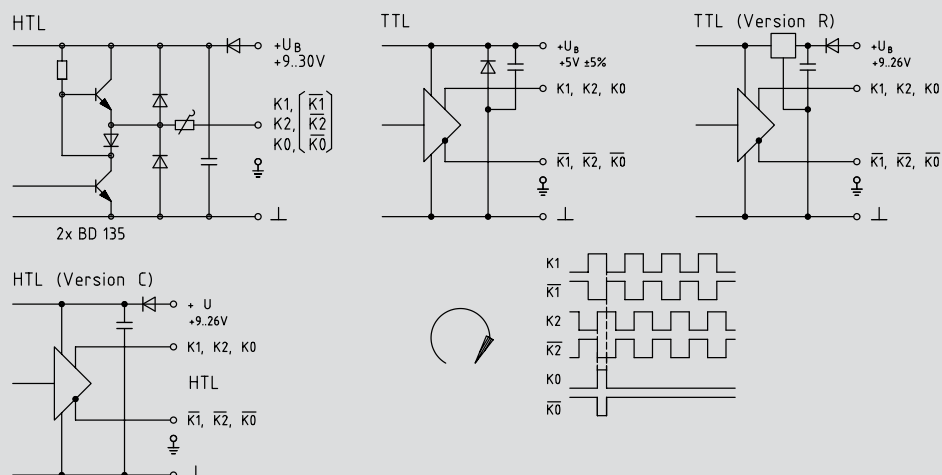 HTL
+U_B
+9..30V
K1, (K̅1̅)
K2, (K̅2̅)
K0, (K̅0̅)
⊥
2x BD 135
TTL
+U_B
+5V ±5%
K1, K2, K0
K̅1̅, K̅2̅, K̅0̅
⊥
TTL (Version R)
+U_B
+9..26V
K1, K2, K0
K̅1̅, K̅2̅, K̅0̅
⊥
HTL (Version C)
+ U
+9..26V
K1, K2, K0
HTL
K̅1̅, K̅2̅, K̅0̅
⊥
K1
K̅1̅
K2
K̅2̅
K0
K̅0̅